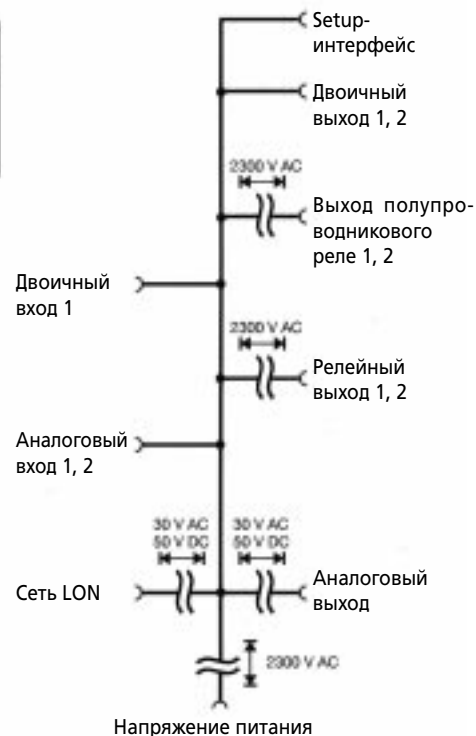 Setup-
интерфейс
Двоичный
выход 1, 2
2300 V AC
Выход полупро-
водникового
реле 1, 2
Двоичный
вход 1
2300 V AC
Релейный
выход 1, 2
Аналоговый
вход 1, 2
30 V AC
50 V DC
30 V AC
50 V DC
Сеть LON
Аналоговый
выход
2300 V AC
Напряжение питания